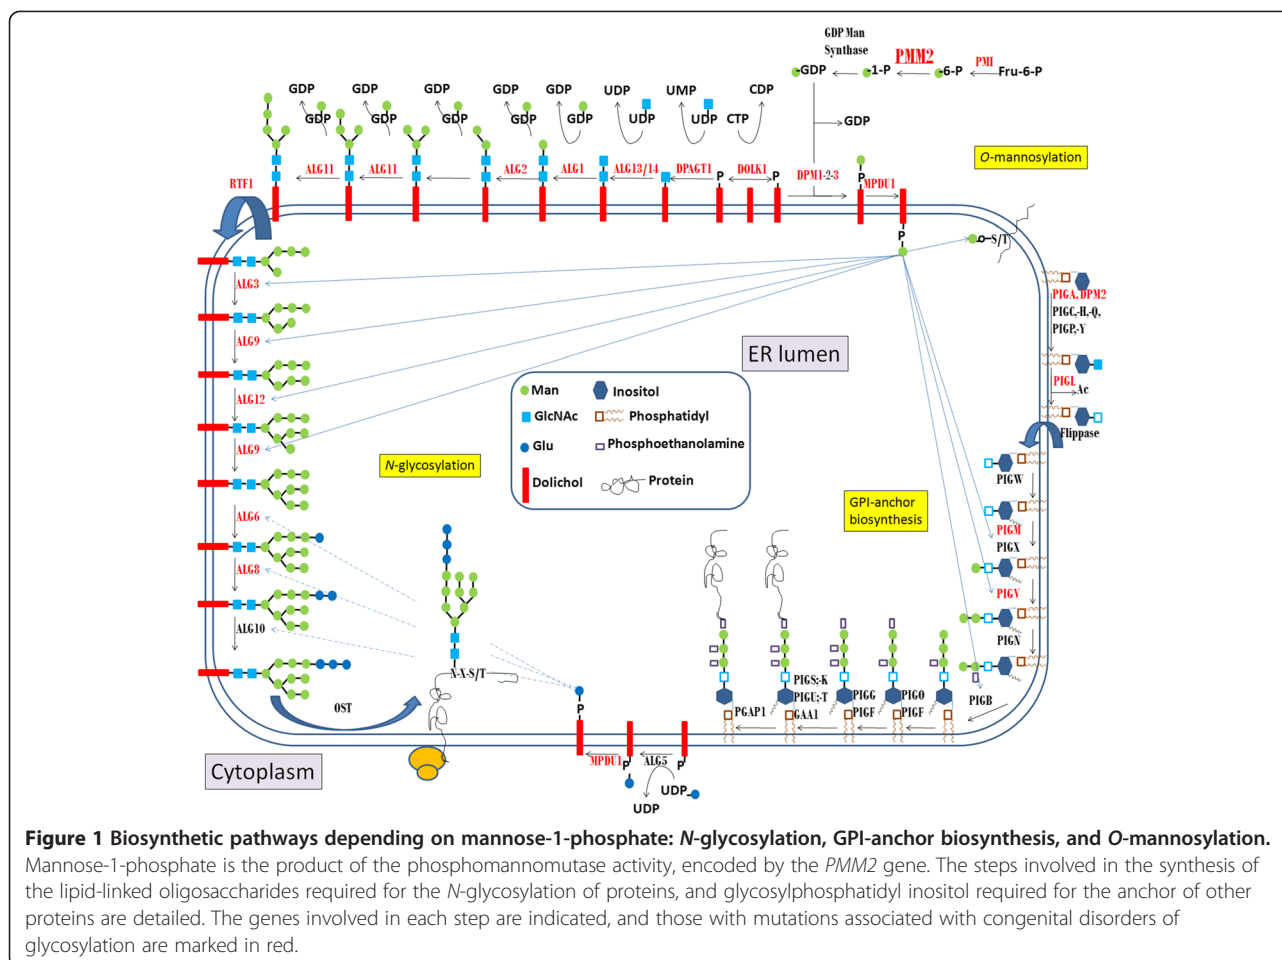 GDP Man
Synthase
PMM2
PMI
-GDP
-1-P
-6-P
Fru-6-P
GDP
GDP
GDP
GDP
GDP
UDP
UMP
CDP
GDP
GDP
GDP
GDP
GDP
UDP
UDP
CTP
GDP
O-mannosylation
RTF1
ALG11
ALG11
ALG2
ALG1
ALG13/14
DPAGT1
DOLK1
DPM1-2-3
MPDU1
P
P
P
P
O-S/T
ALG3
ALG9
ALG12
ALG9
ALG6
ALG8
ALG10
PIGA, DPM2
PIGC,-H,-Q,
PIGP,-Y
PIGL
Ac
Flippase
PIGW
PIGM
PIGX
PIGV
PIGN
PIGB
ER lumen
Man
Inositol
GlcNAc
Phosphatidyl
Glu
Phosphoethanolamine
Dolichol
Protein
N-glycosylation
GPI-anchor
biosynthesis
N-X-S/T
OST
PGAP1
PIGS;-K
PIGU;-T
GAA1
PIGG
PIGF
PIGO
PIGF
P
MPDU1
P
ALG5
P
UDP
UDP
Cytoplasm
Figure 1 Biosynthetic pathways depending on mannose-1-phosphate: N-glycosylation, GPI-anchor biosynthesis, and O-mannosylation.
Mannose-1-phosphate is the product of the phosphomannomutase activity, encoded by the PMM2 gene. The steps involved in the synthesis of
the lipid-linked oligosaccharides required for the N-glycosylation of proteins, and glycosylphosphatidyl inositol required for the anchor of other
proteins are detailed. The genes involved in each step are indicated, and those with mutations associated with congenital disorders of
glycosylation are marked in red.